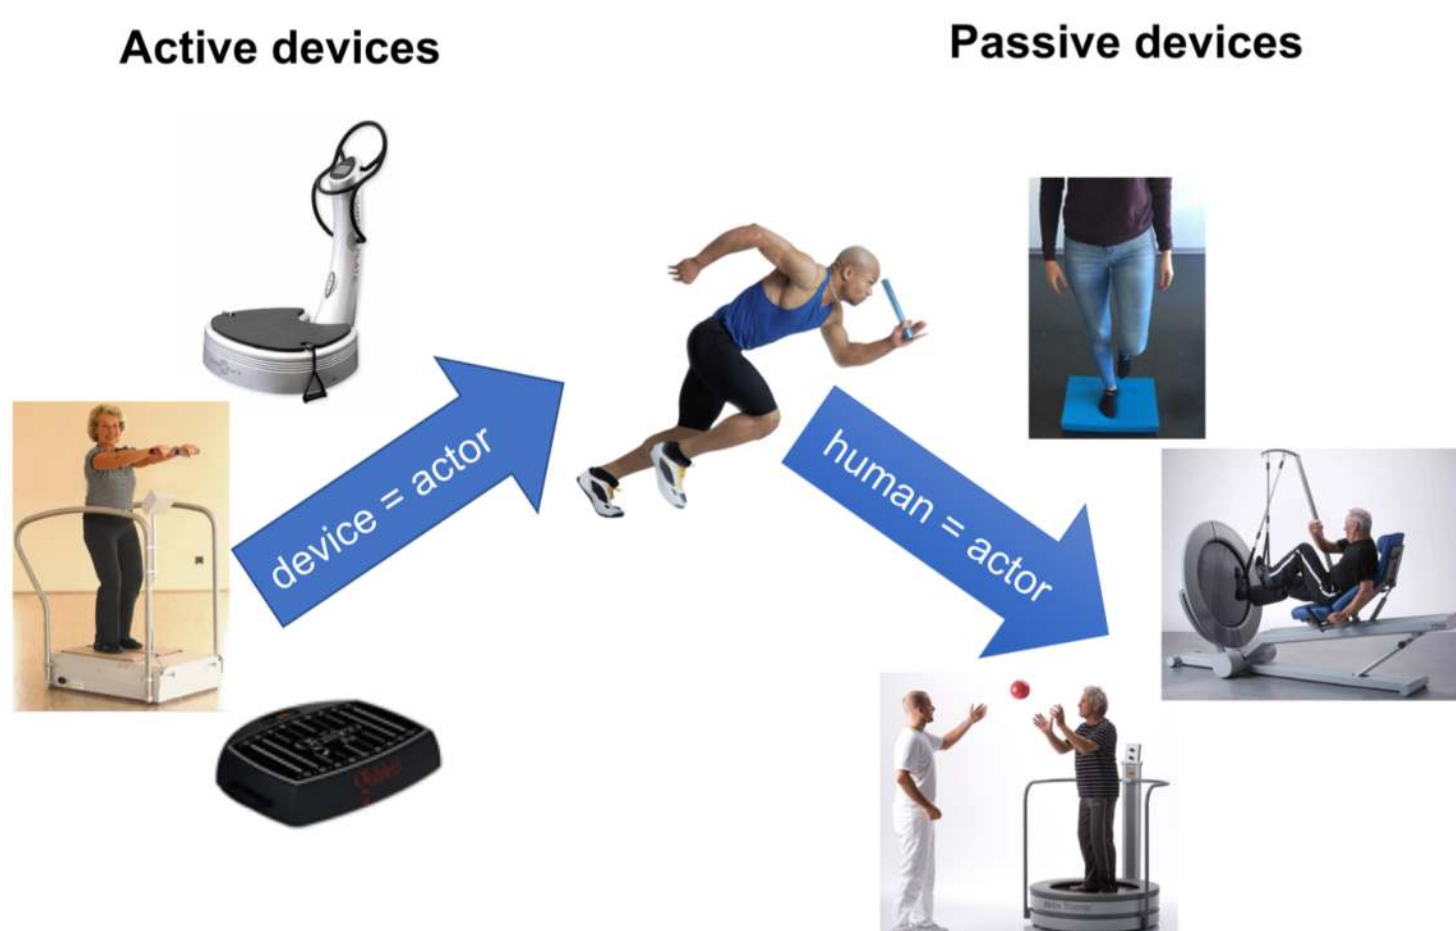 Active devices
Passive devices
device = actor
human = actor